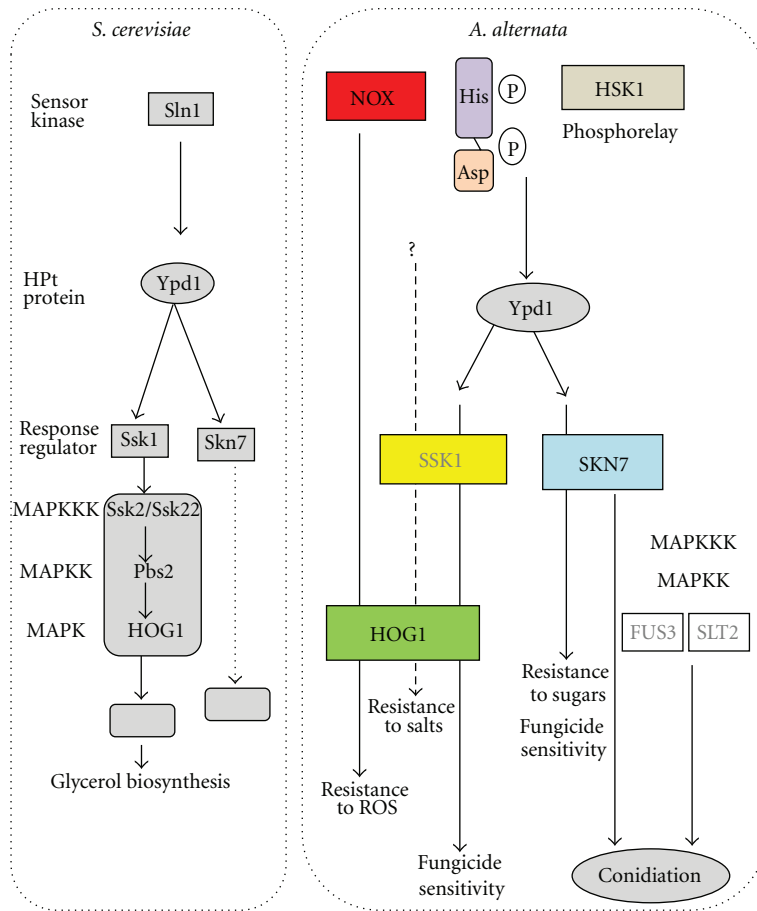 S. cerevisiae
Sensor
kinase
Sln1
HPt
protein
Ypd1
Response
regulator
Ssk1
Skn7
MAPKKK
Ssk2/Ssk22
MAPKK
Pbs2
MAPK
HOG1
Glycerol biosynthesis
A. alternata
NOX
His
P
HSK1
Phosphorelay
P
Asp
?
Ypd1
SSK1
SKN7
MAPKKK
MAPKK
HOG1
FUS3
SLT2
Resistance
to sugars
Resistance
to salts
Fungicide
sensitivity
Resistance
to ROS
Fungicide
sensitivity
Conidiation